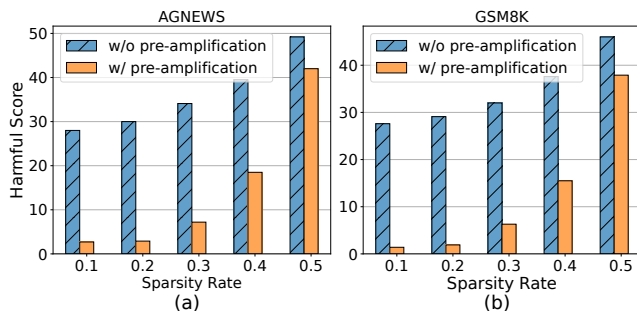 AGNEWS
50
40
30
20
10
0
Harmful Score
w/o pre-amplification
w/ pre-amplification
0.1 0.2 0.3 0.4 0.5
Sparsity Rate
(a)
GSM8K
40
30
20
10
0
w/o pre-amplification
w/ pre-amplification
0.1 0.2 0.3 0.4 0.5
Sparsity Rate
(b)